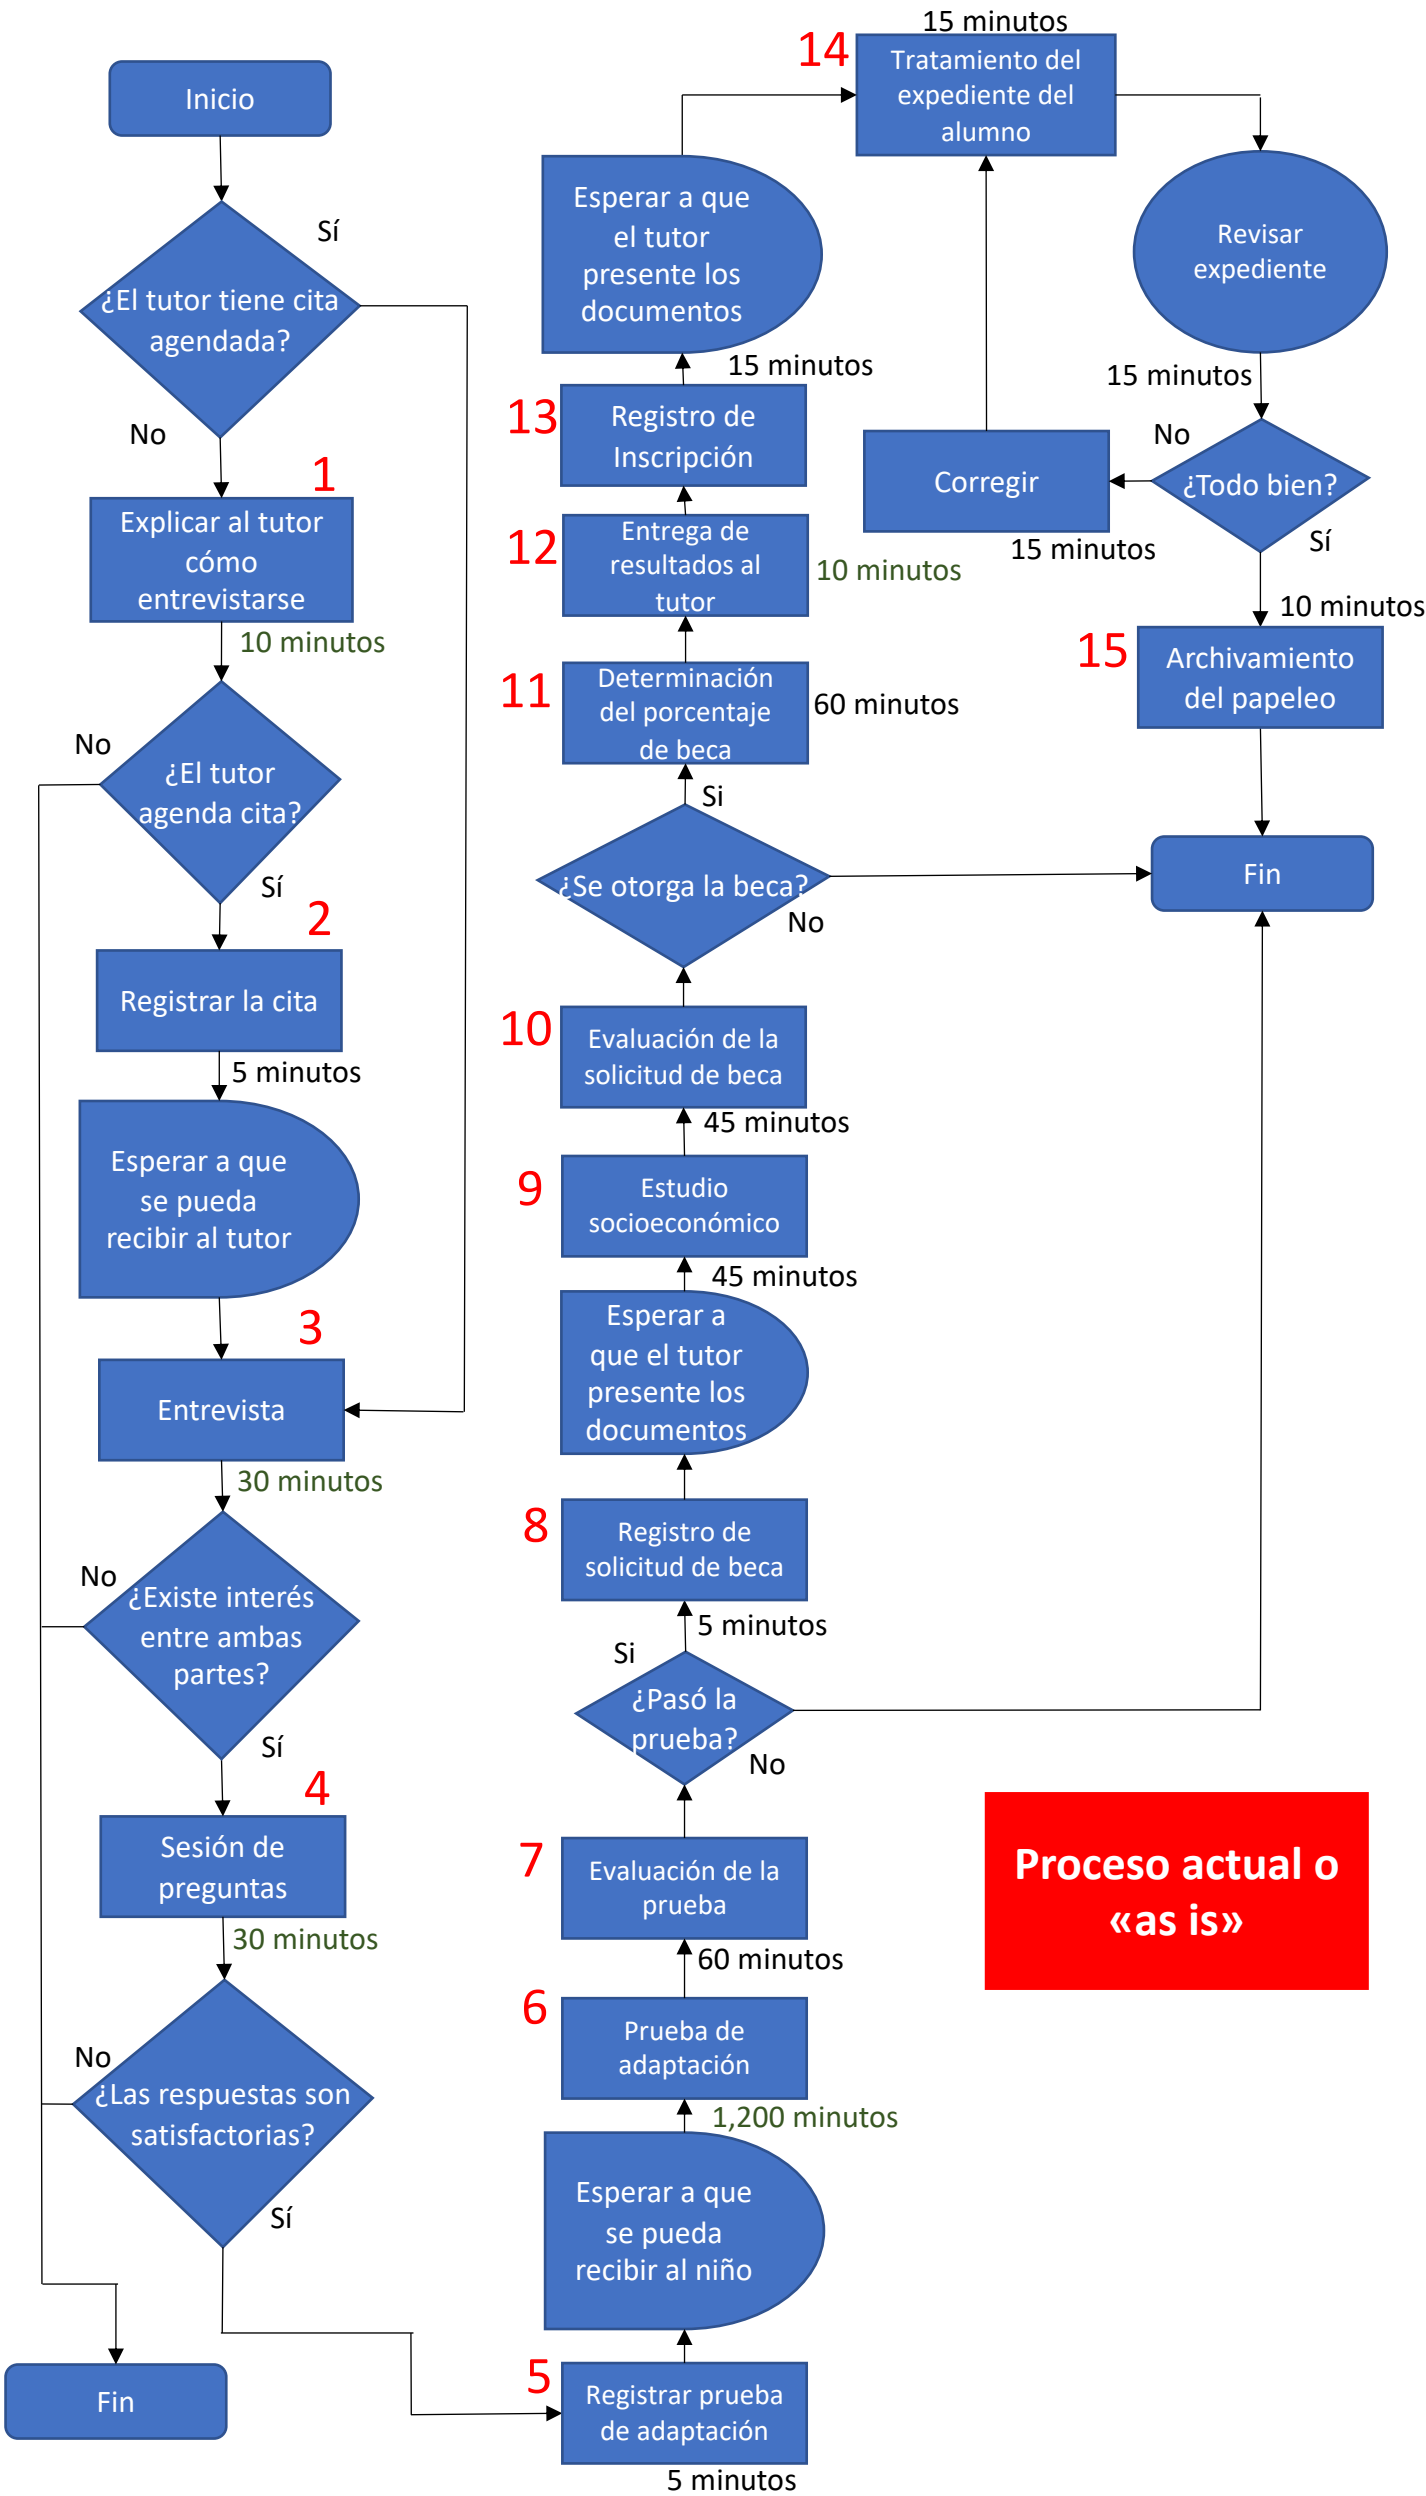 Inicio
Sí
¿El tutor tiene cita
agendada?
No
1
Explicar al tutor
cómo
entrevistarse
10 minutos
No
¿El tutor
agenda cita?
Sí
2
Registrar la cita
5 minutos
Esperar a que
se pueda
recibir al tutor
3
Entrevista
30 minutos
No
¿Existe interés
entre ambas
partes?
Sí
4
Sesión de
preguntas
30 minutos
No
¿Las respuestas son
satisfactorias?
Sí
Fin
5
Registrar prueba
de adaptación
5 minutos
Esperar a que
se pueda
recibir al niño
1,200 minutos
6
Prueba de
adaptación
60 minutos
7
Evaluación de la
prueba
¿Pasó la
prueba?
No
Si
5 minutos
8
Registro de
solicitud de beca
Esperar a
que el tutor
presente los
documentos
45 minutos
9
Estudio
socioeconómico
45 minutos
10
Evaluación de la
solicitud de beca
¿Se otorga la beca?
No
Si
11
Determinación
del porcentaje
de beca
60 minutos
12
Entrega de
resultados al
tutor
10 minutos
13
Registro de
Inscripción
15 minutos
Esperar a que
el tutor
presente los
documentos
14
15 minutos
Tratamiento del
expediente del
alumno
Revisar
expediente
15 minutos
No
¿Todo bien?
Sí
Corregir
15 minutos
10 minutos
15
Archivamiento
del papeleo
Fin
Proceso actual o
«as is»